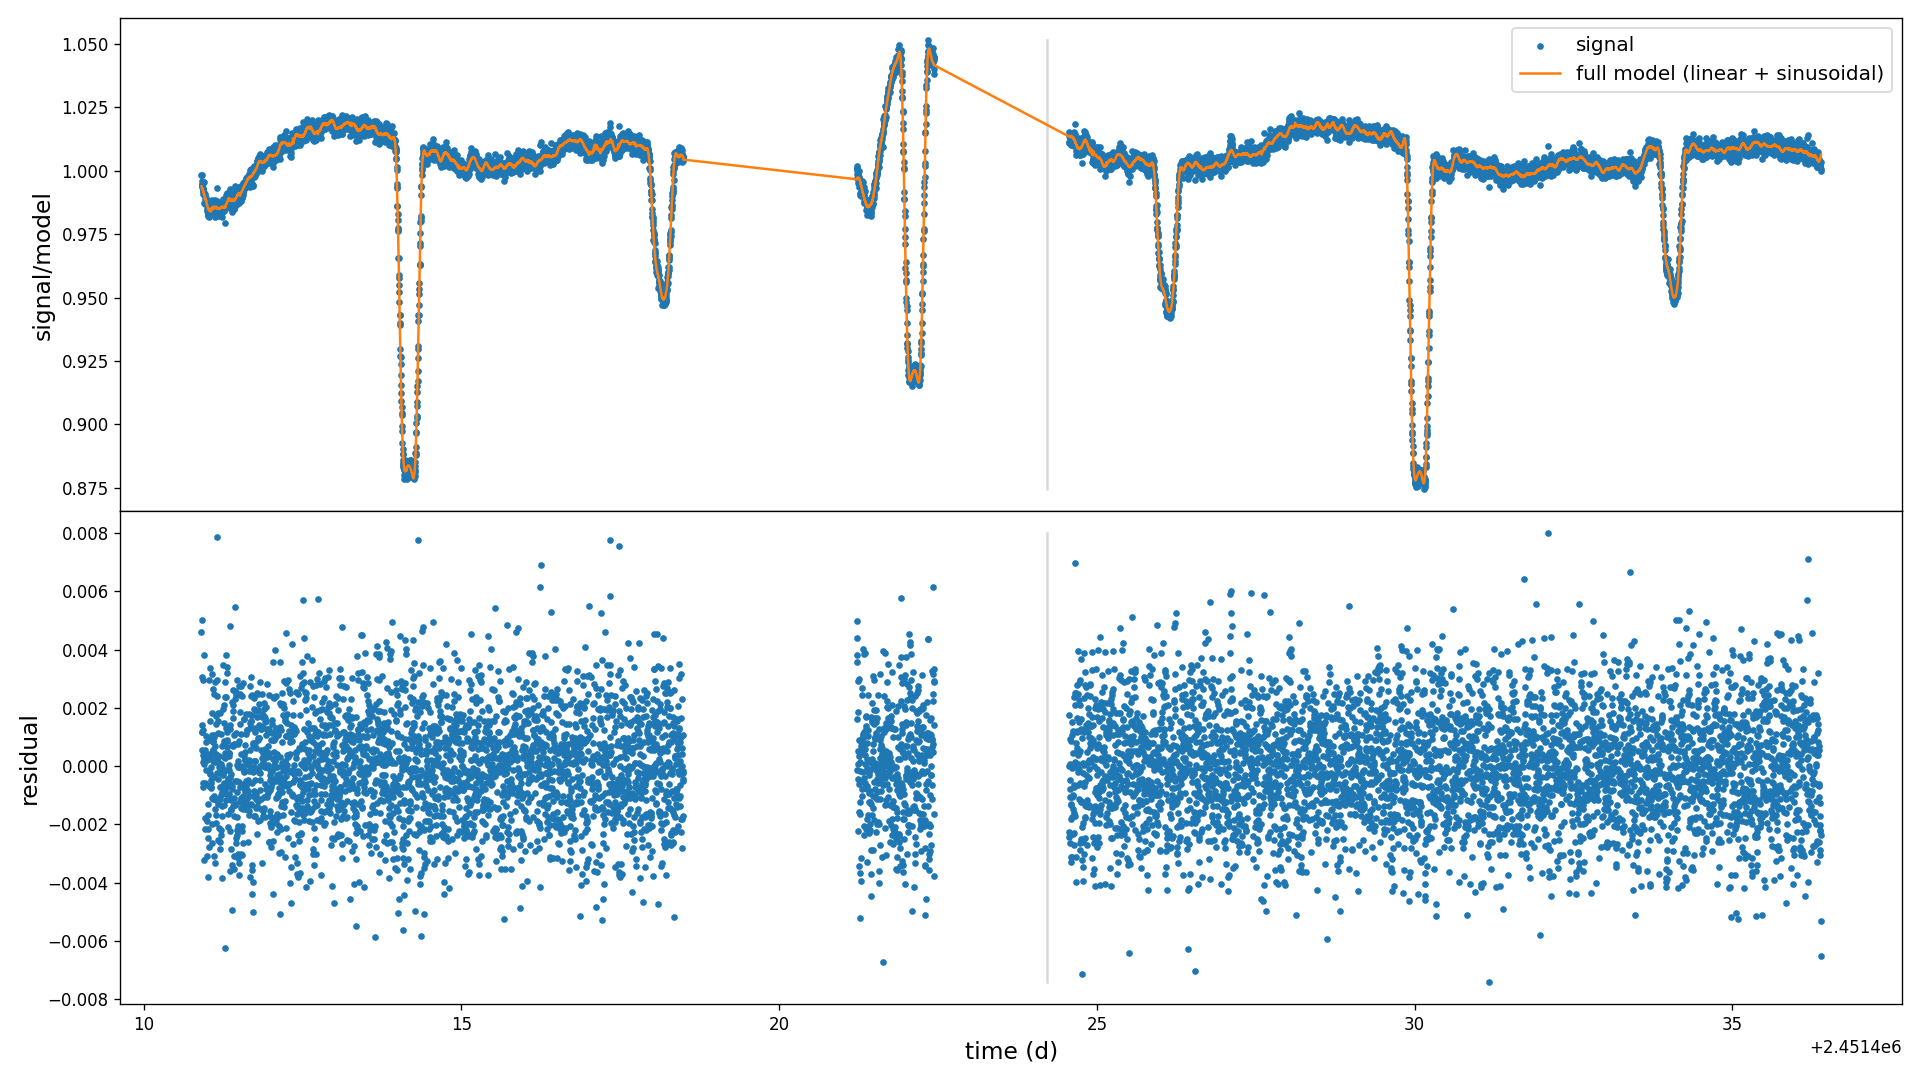 signal
full model (linear + sinusoidal)
1.050
1.025
1.000
0.975
0.950
0.925
0.900
0.875
signal/model
0.008
0.006
0.004
0.002
0.000
−0.002
−0.004
−0.006
−0.008
residual
10 15 20 25 30 35
time (d)
+2.4514e6